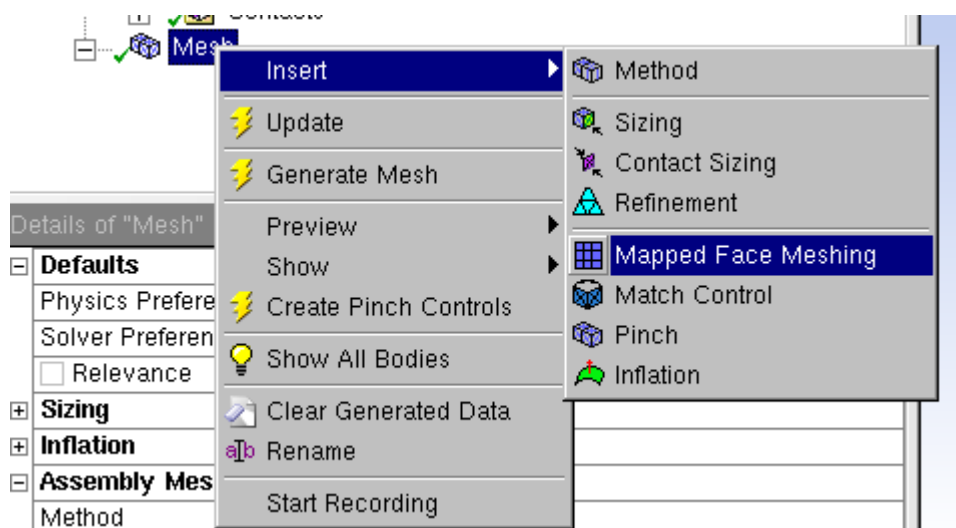 Mesh
Insert
Update
Generate Mesh
Preview
Show
Create Pinch Controls
Show All Bodies
Clear Generated Data
Rename
Start Recording
Method
Sizing
Contact Sizing
Refinement
Mapped Face Meshing
Match Control
Pinch
Inflation
Details of "Mesh"
Defaults
Physics Prefere
Solver Preferen
Relevance
Sizing
Inflation
Assembly Mes
Method